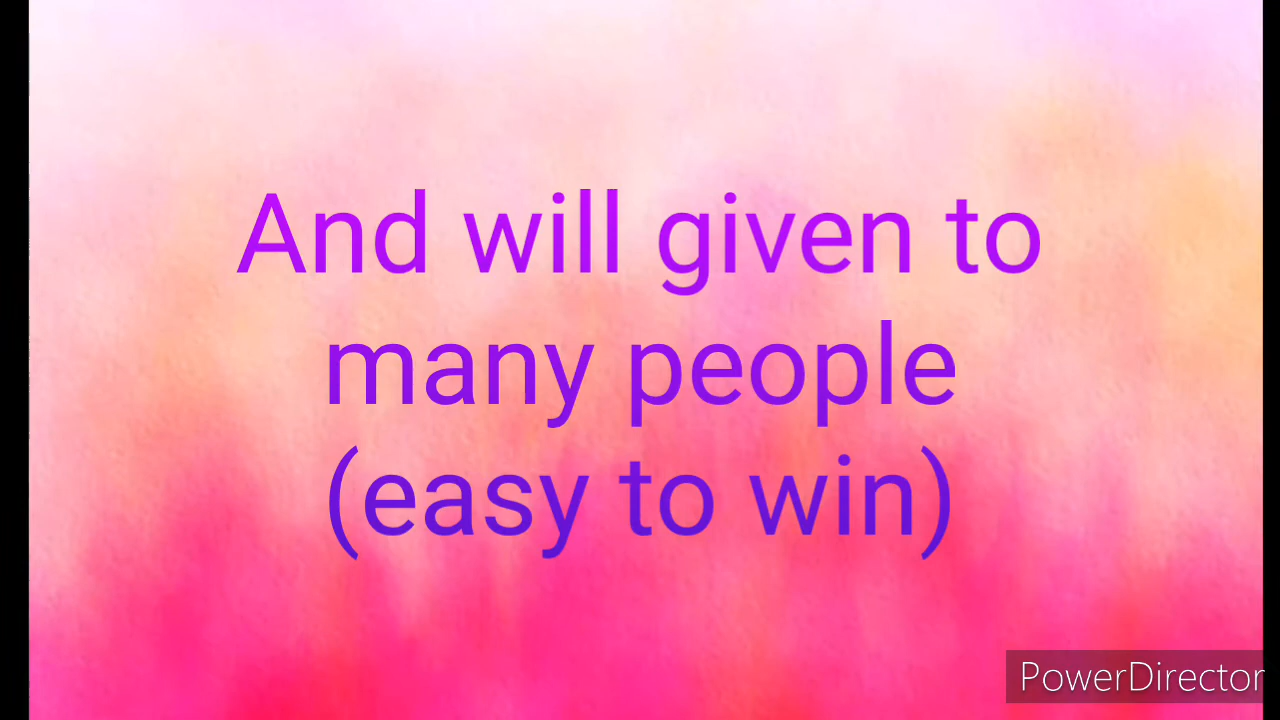 And will given to
many people
(easy to win)
PowerDirector